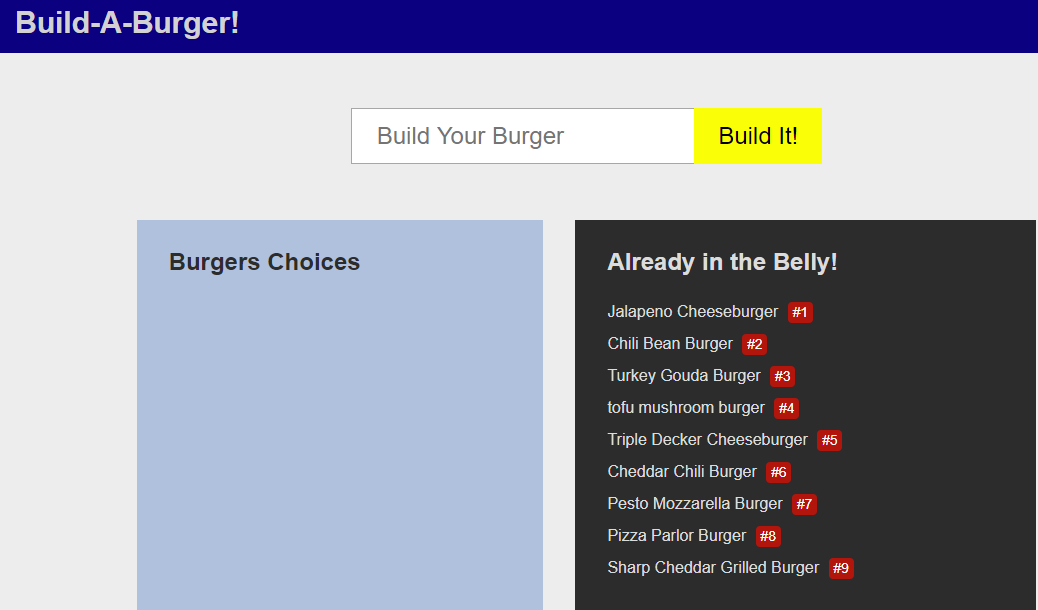 Build-A-Burger!
Build Your Burger
Build It!
Burgers Choices
Already in the Belly!
Jalapeno Cheeseburger #1
Chili Bean Burger #2
Turkey Gouda Burger #3
tofu mushroom burger #4
Triple Decker Cheeseburger #5
Cheddar Chili Burger #6
Pesto Mozzarella Burger #7
Pizza Parlor Burger #8
Sharp Cheddar Grilled Burger #9